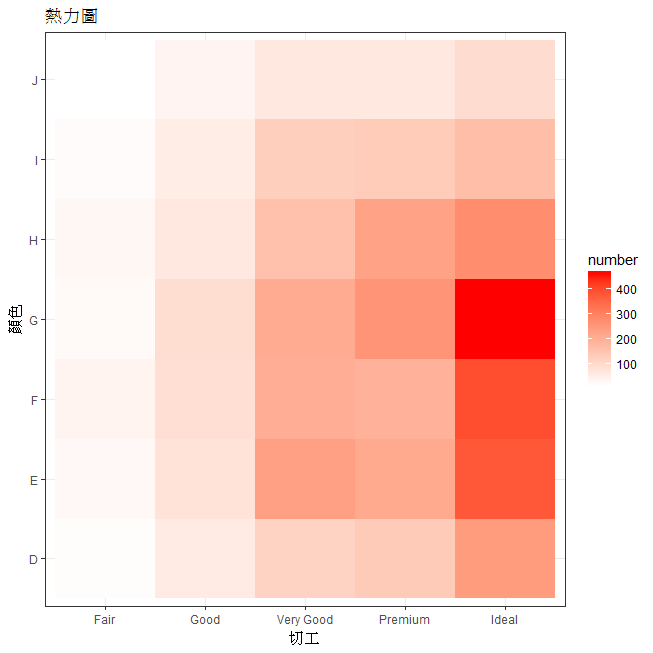 熱力圖
顏色
J
I
H
G
F
E
D
Fair Good Very Good Premium Ideal
切工
number
400
300
200
100